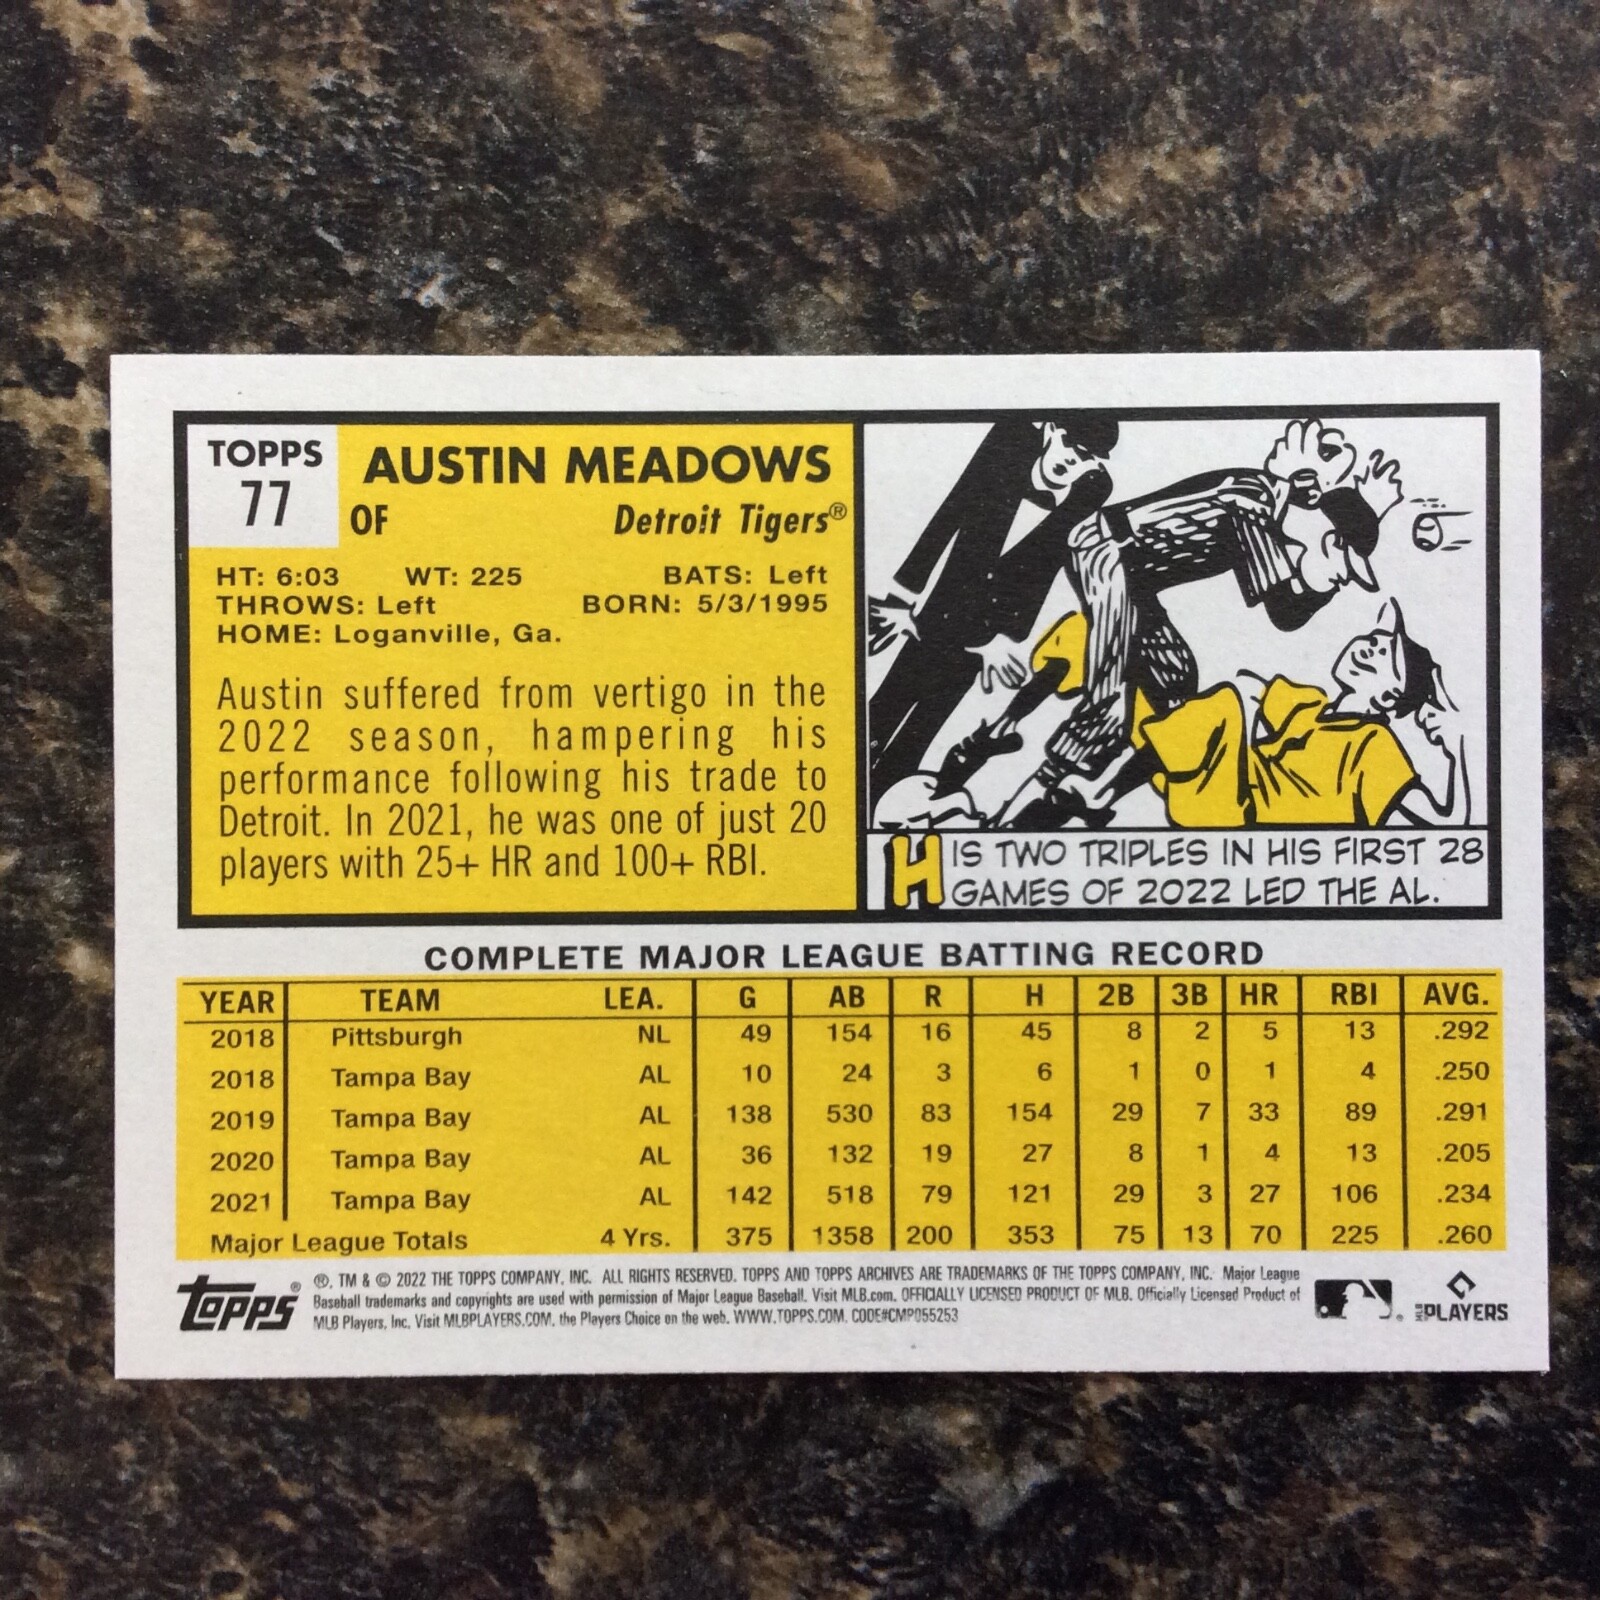 TOPPS
77
AUSTIN MEADOWS
OF Detroit Tigers®
HT: 6:03 WT: 225 BATS: Left
THROWS: Left BORN: 5/3/1995
HOME: Loganville, Ga.
Austin suffered from vertigo in the
2022 season, hampering his
performance following his trade to
Detroit. In 2021, he was one of just 20
players with 25+ HR and 100+ RBI.
HIS TWO TRIPLES IN HIS FIRST 28
GAMES OF 2022 LED THE AL.
COMPLETE MAJOR LEAGUE BATTING RECORD
YEAR TEAM LEA. G AB R H 2B 3B HR RBI AVG.
2018 Pittsburgh NL 49 154 16 45 8 2 5 13 .292
2018 Tampa Bay AL 10 24 3 6 1 0 1 4 .250
2019 Tampa Bay AL 138 530 83 154 29 7 33 89 .291
2020 Tampa Bay AL 36 132 19 27 8 1 4 13 .205
2021 Tampa Bay AL 142 518 79 121 29 3 27 106 .234
Major League Totals 4 Yrs. 375 1358 200 353 75 13 70 225 .260
topps®
®, TM & © 2022 THE TOPPS COMPANY, INC. ALL RIGHTS RESERVED. TOPPS AND TOPPS ARCHIVES ARE TRADEMARKS OF THE TOPPS COMPANY, INC. Major League
Baseball trademarks and copyrights are used with permission of Major League Baseball. Visit MLB.com. OFFICIALLY LICENSED PRODUCT OF MLB. Officially Licensed Product of
MLB Players, Inc. Visit MLBPLAYERS.COM, the Players Choice on the web. WWW.TOPPS.COM. CODE#CMP055253
MLB PLAYERS